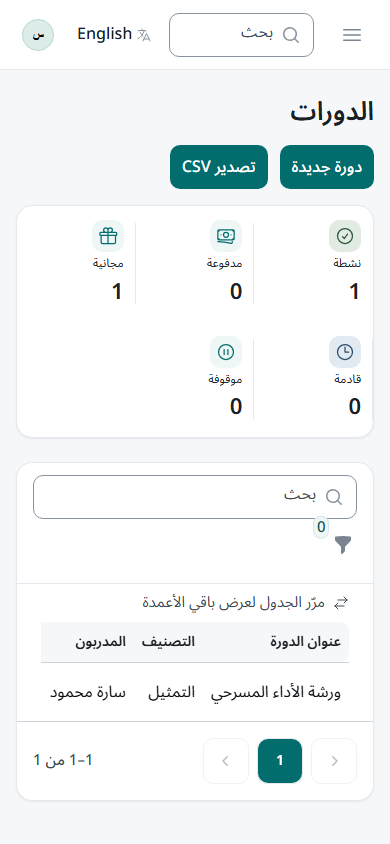 بحث
English
س
الدورات
دورة جديدة
تصدير CSV
نشطة
1
مدفوعة
0
مجانية
1
قادمة
0
موقوفة
0
بحث
0
مرّر الجدول لعرض باقي الأعمدة
عنوان الدورة التصنيف المدربون
ورشة الأداء المسرحي التمثيل سارة محمود
1
1–1 من 1